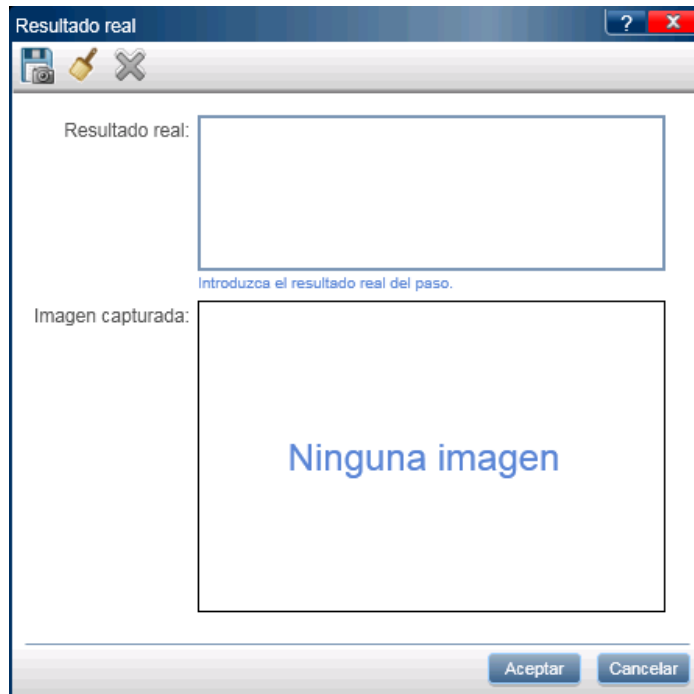 Resultado real
?
X
Resultado real:
Introduzca el resultado real del paso.
Imagen capturada:
Ninguna imagen
Aceptar
Cancelar